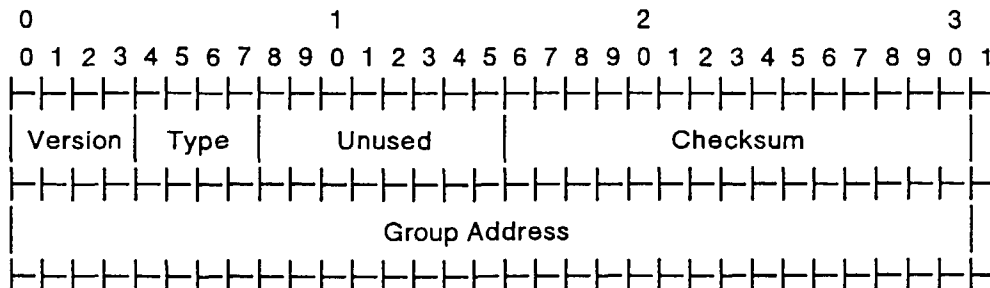 0 1 2 3
0 1 2 3 4 5 6 7 8 9 0 1 2 3 4 5 6 7 8 9 0 1 2 3 4 5 6 7 8 9 0 1
Version Type Unused Checksum
Group Address